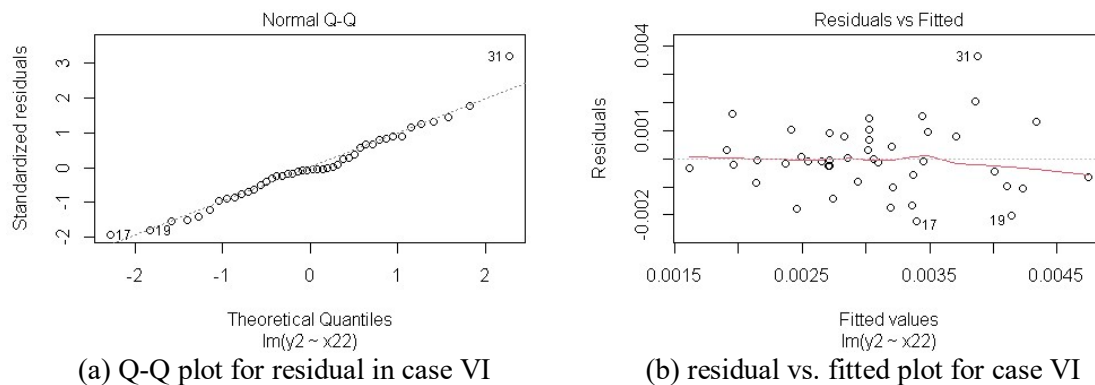 Normal Q-Q
Standardized residuals
3
2
1
0
-1
-2
31
17
19
-2
-1
0
1
2
Theoretical Quantiles
lm(y2 ~ x22)
(a) Q-Q plot for residual in case VI
Residuals vs Fitted
Residuals
0.004
0.001
-0.002
31
17
19
0.0015
0.0025
0.0035
0.0045
Fitted values
lm(y2 ~ x22)
(b) residual vs. fitted plot for case VI